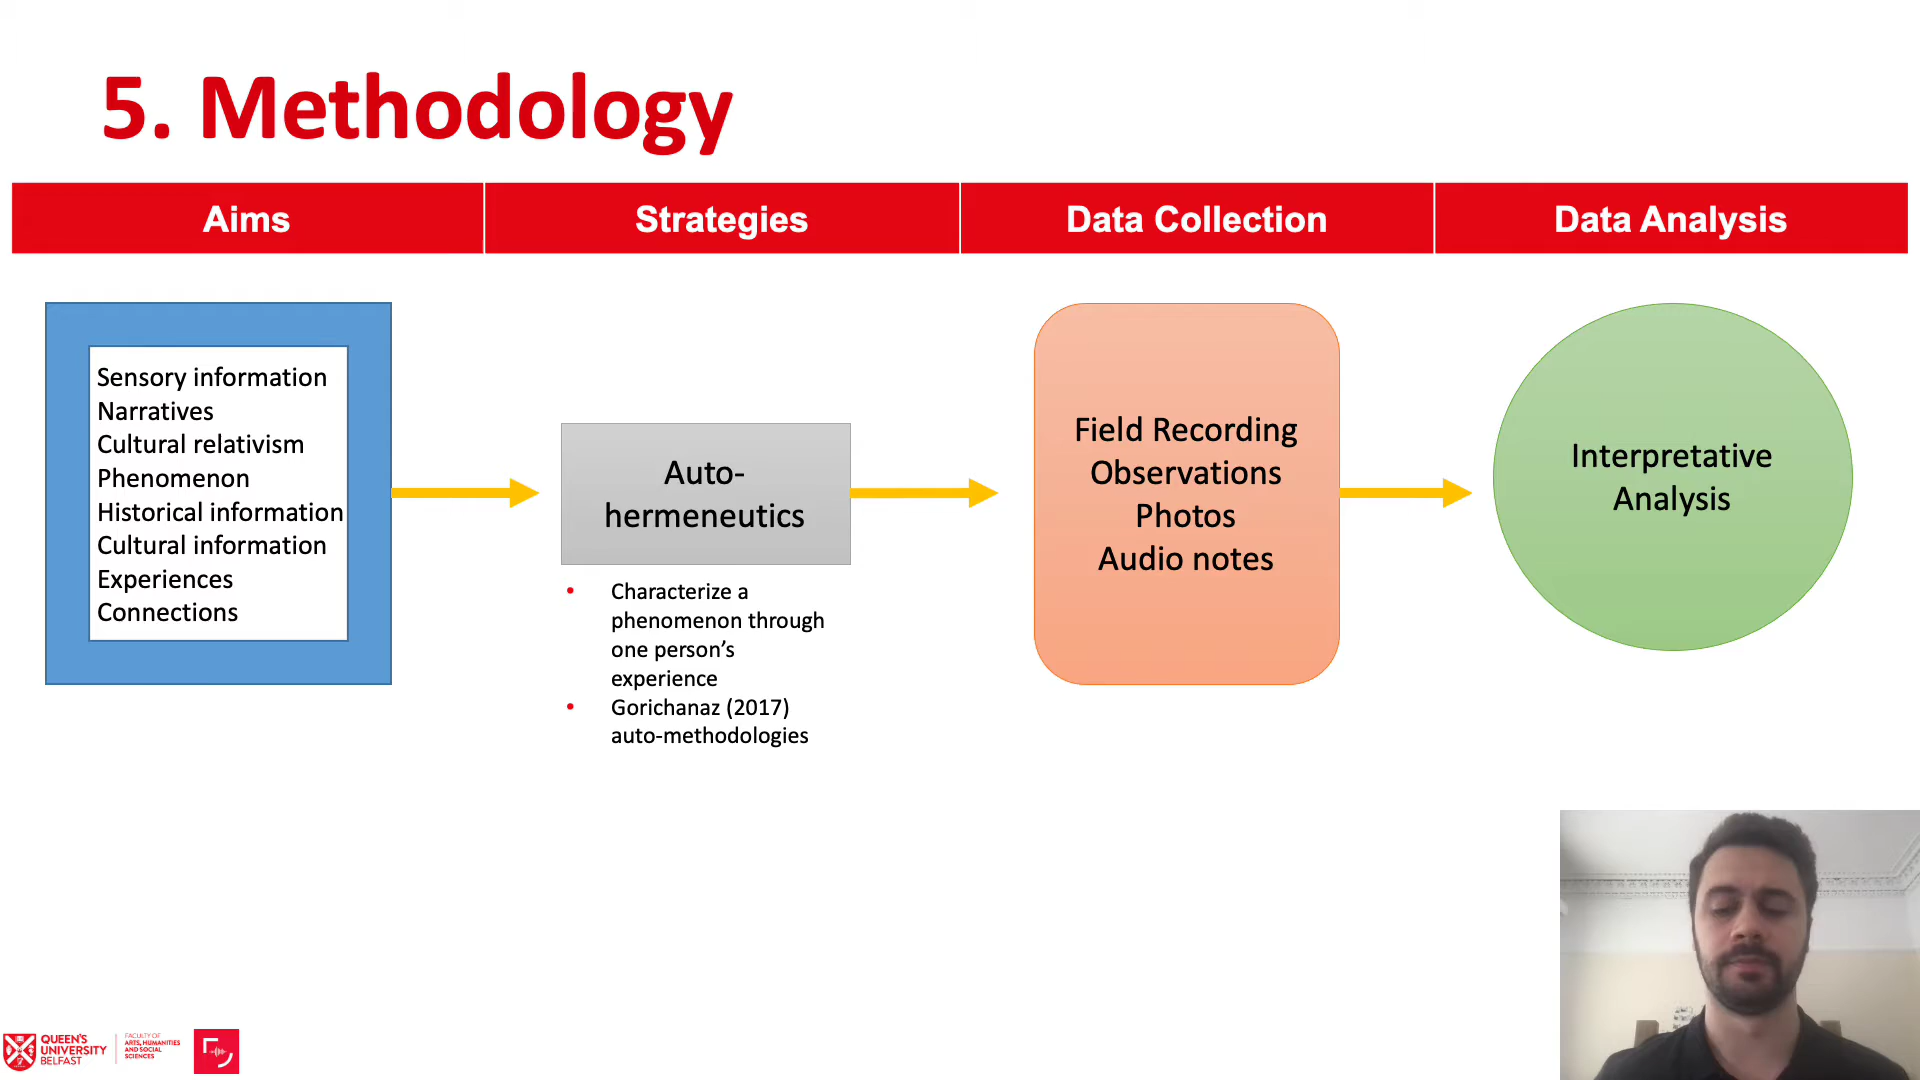 5. Methodology
Aims
Strategies
Data Collection
Data Analysis
Sensory information
Narratives
Cultural relativism
Phenomenon
Historical information
Cultural information
Experiences
Connections
Auto-
hermeneutics
• Characterize a
phenomenon through
one person’s
experience
• Gorichanaz (2017)
auto-methodologies
Field Recording
Observations
Photos
Audio notes
Interpretative
Analysis
QUEEN'S
UNIVERSITY
BELFAST
FACULTY OF
ARTS, HUMANITIES
AND SOCIAL
SCIENCES